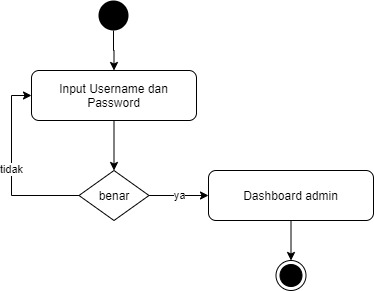 Input Username dan
Password
tidak
benar
ya
Dashboard admin